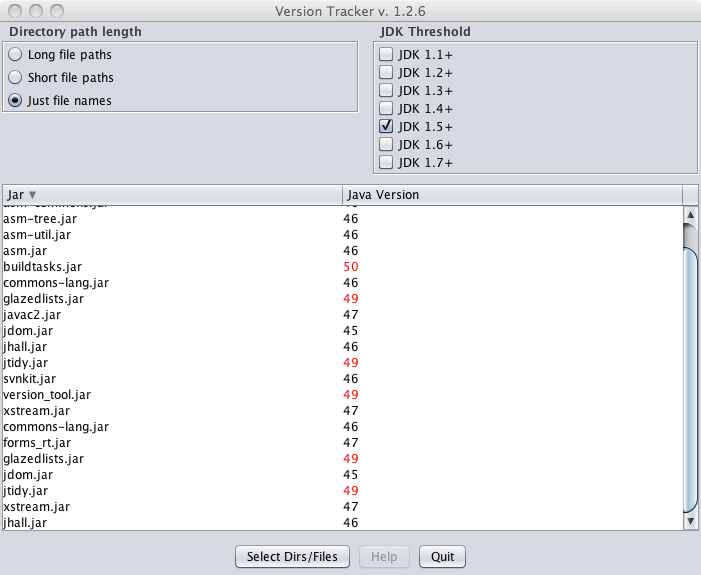 Version Tracker v. 1.2.6
Directory path length
Long file paths
Short file paths
Just file names
JDK Threshold
JDK 1.1+
JDK 1.2+
JDK 1.3+
JDK 1.4+
JDK 1.5+
JDK 1.6+
JDK 1.7+
Jar Java Version
asm-tree.jar 46
asm-util.jar 46
asm.jar 46
buildtasks.jar 50
commons-lang.jar 46
glazedlists.jar 49
javac2.jar 47
jdom.jar 45
jhall.jar 46
jtidy.jar 49
svnkit.jar 46
version_tool.jar 49
xstream.jar 47
commons-lang.jar 46
forms_rt.jar 47
glazedlists.jar 49
jdom.jar 45
jtidy.jar 49
xstream.jar 47
jhall.jar 46
Select Dirs/Files Help Quit